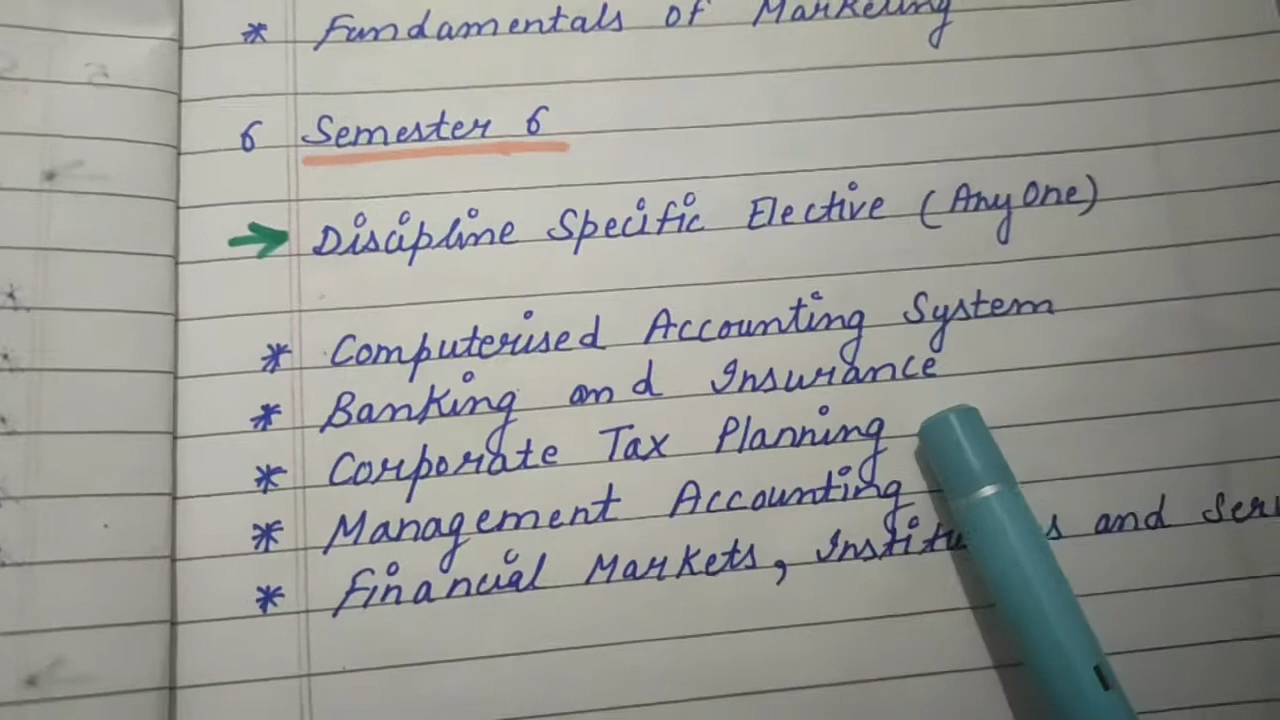 * Fundamentals of Marketing
6 Semester 6
→ Discipline Specific Elective (Any One)
* Computerised Accounting System
* Banking and Insurance
* Corporate Tax Planning
* Management Accounting
* Financial Markets, and